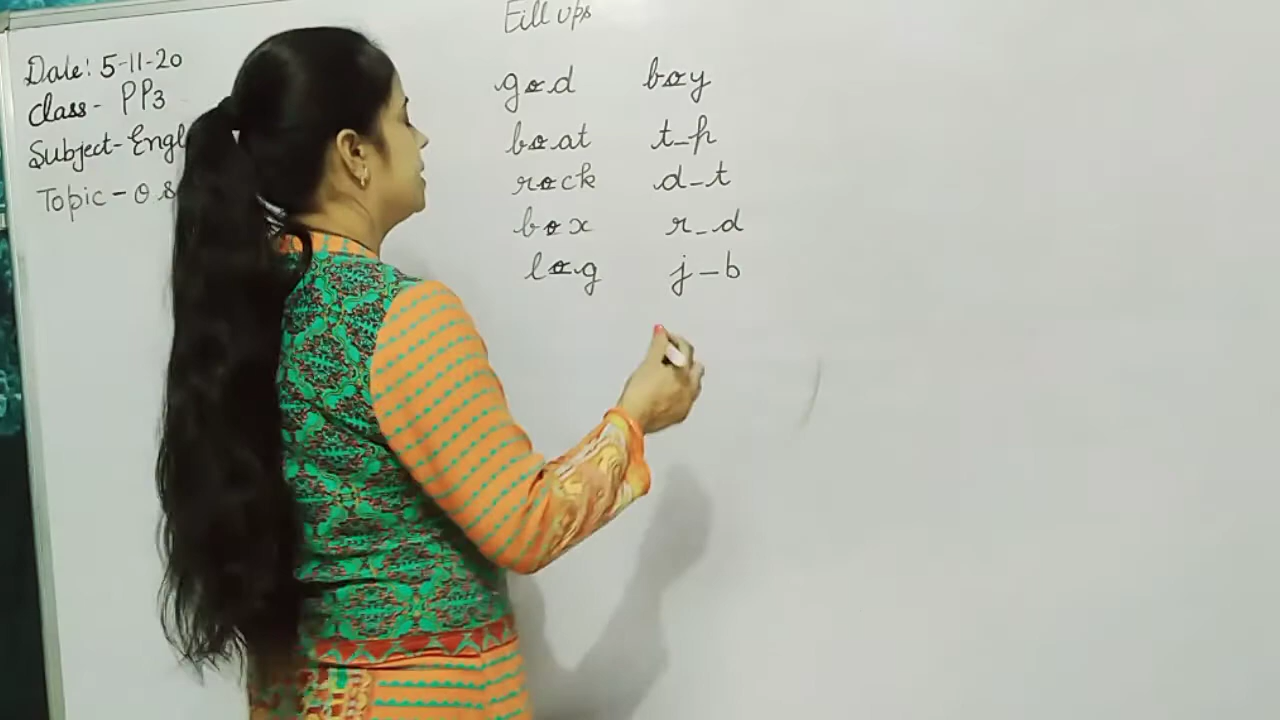 Fill ups
Date: 5-11-20
Class- PP3
Subject- Engl
Topic - o s
god boy
boat t_p
rock d_t
box r_d
log j_b